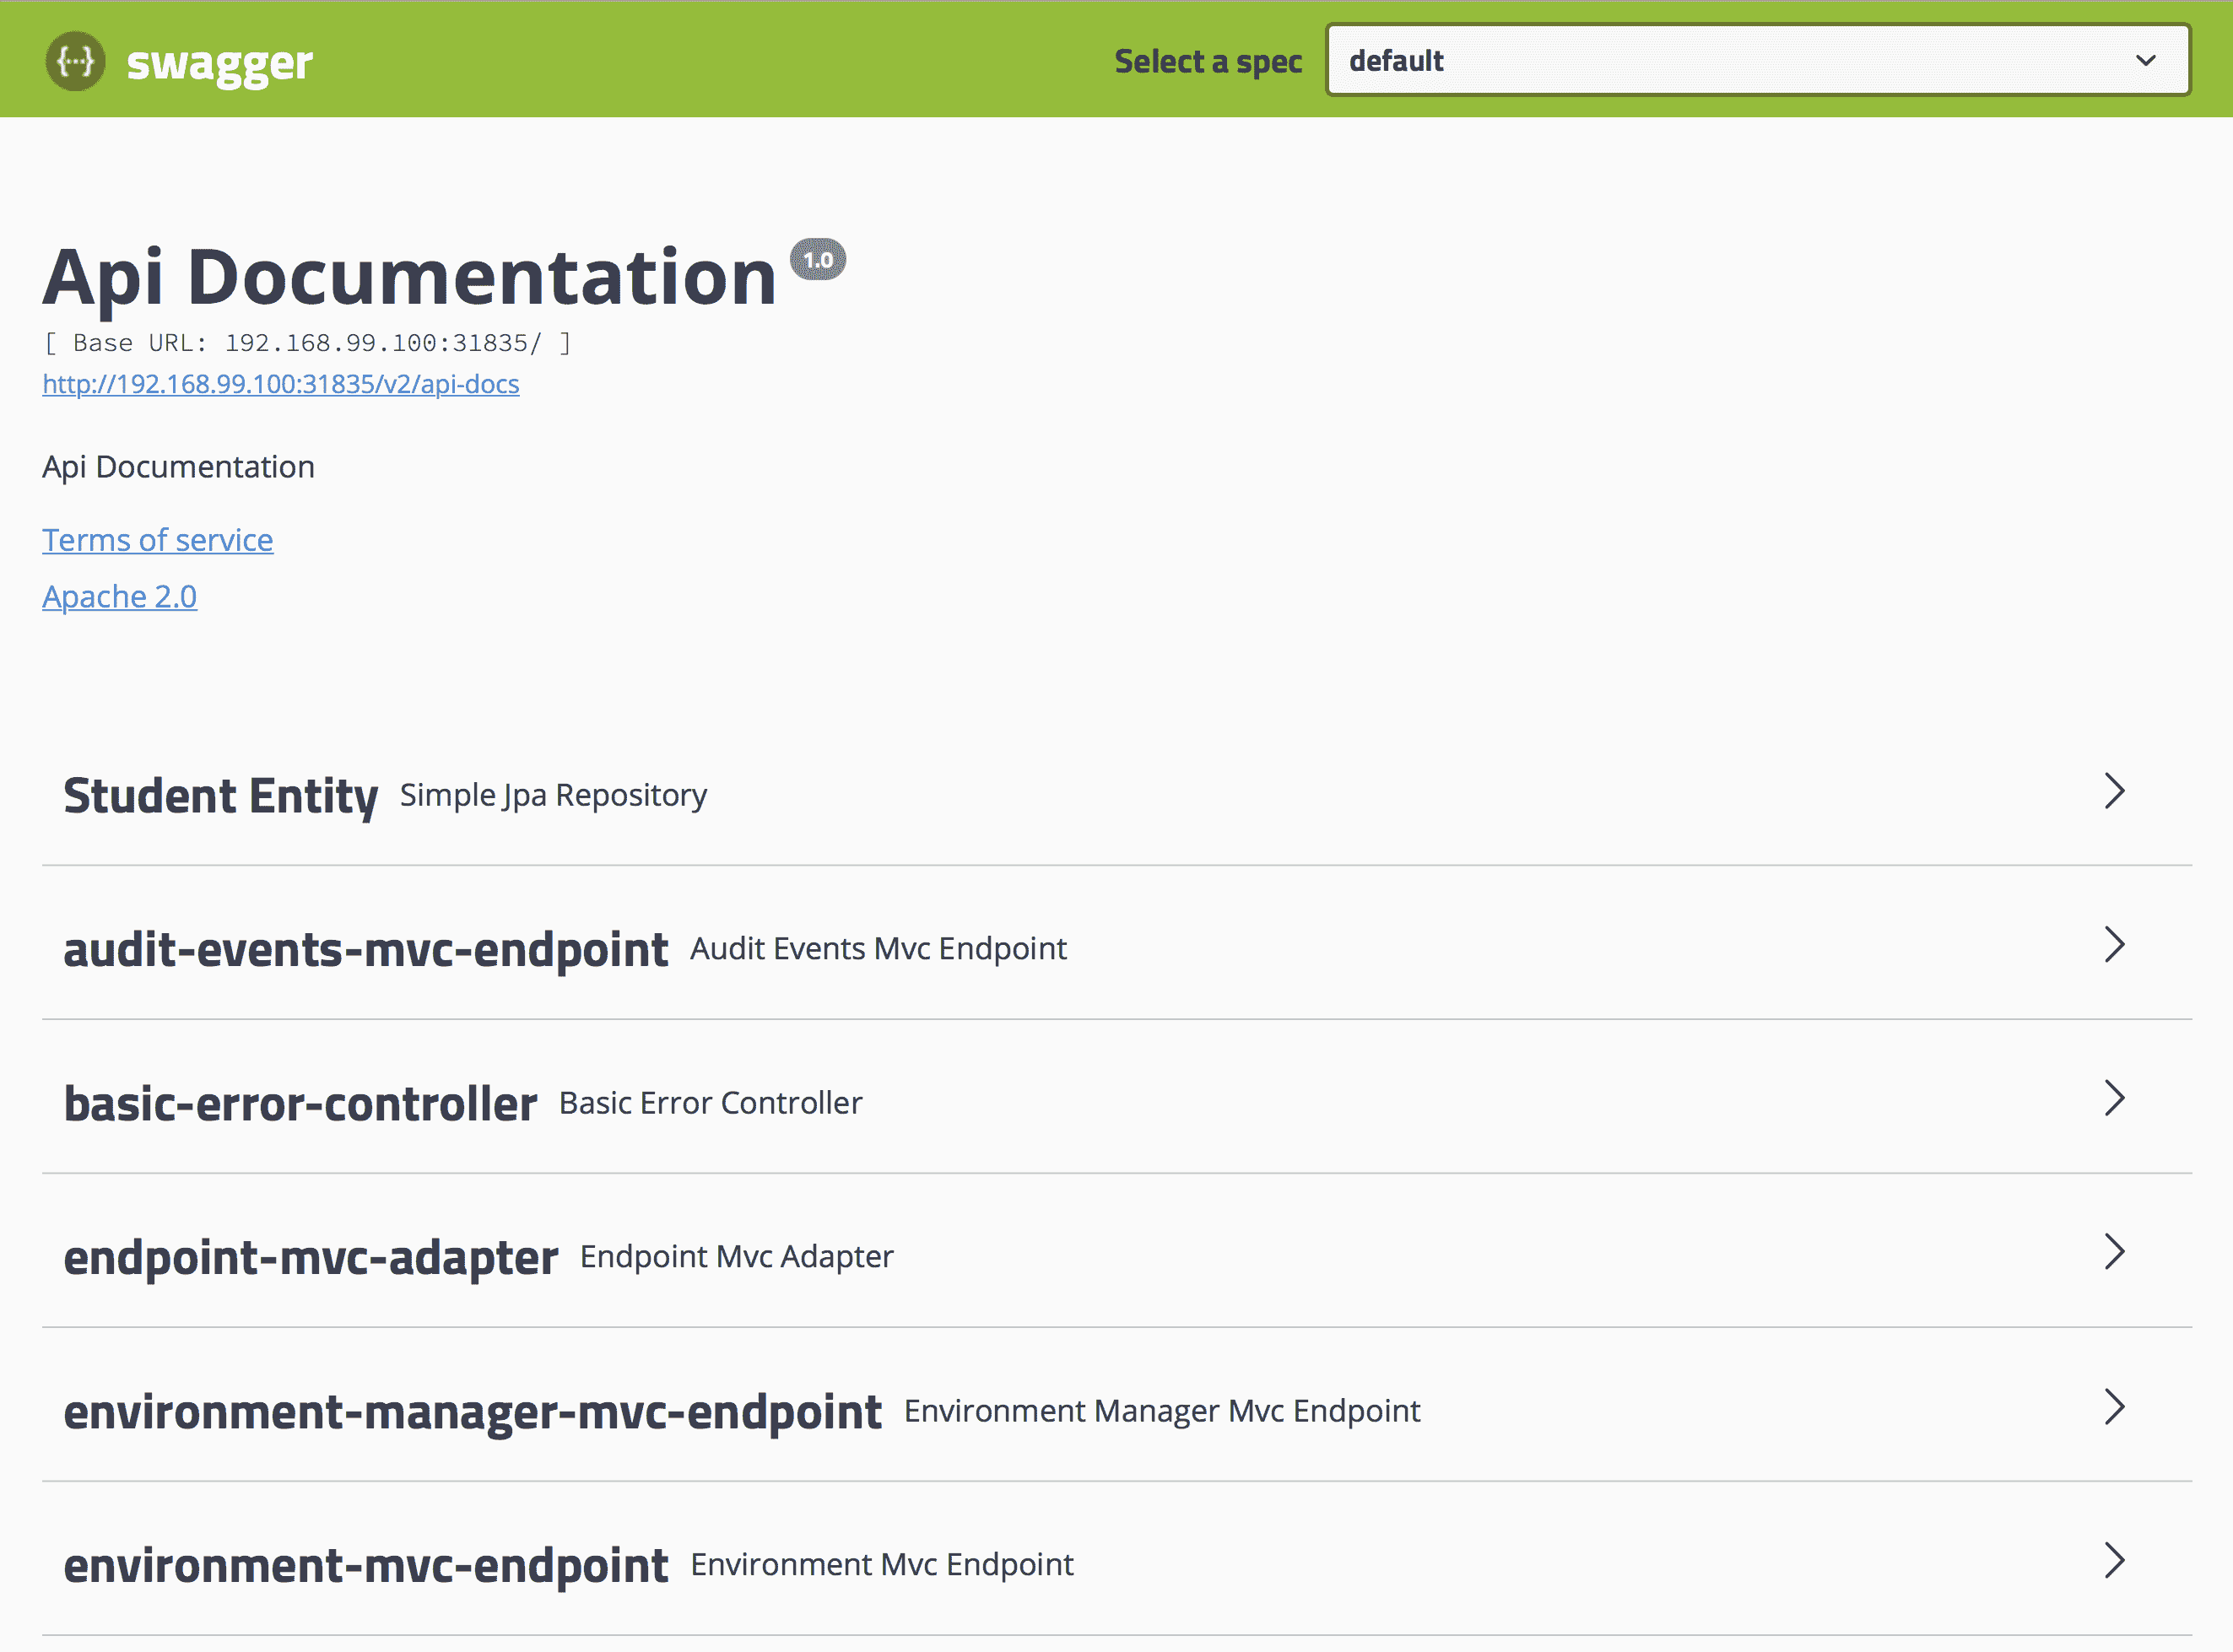 {···} swagger Select a spec default
Api Documentation 1.0
[ Base URL: 192.168.99.100:31835/ ]
http://192.168.99.100:31835/v2/api-docs
Api Documentation
Terms of service
Apache 2.0
Student Entity Simple Jpa Repository
audit-events-mvc-endpoint Audit Events Mvc Endpoint
basic-error-controller Basic Error Controller
endpoint-mvc-adapter Endpoint Mvc Adapter
environment-manager-mvc-endpoint Environment Manager Mvc Endpoint
environment-mvc-endpoint Environment Mvc Endpoint